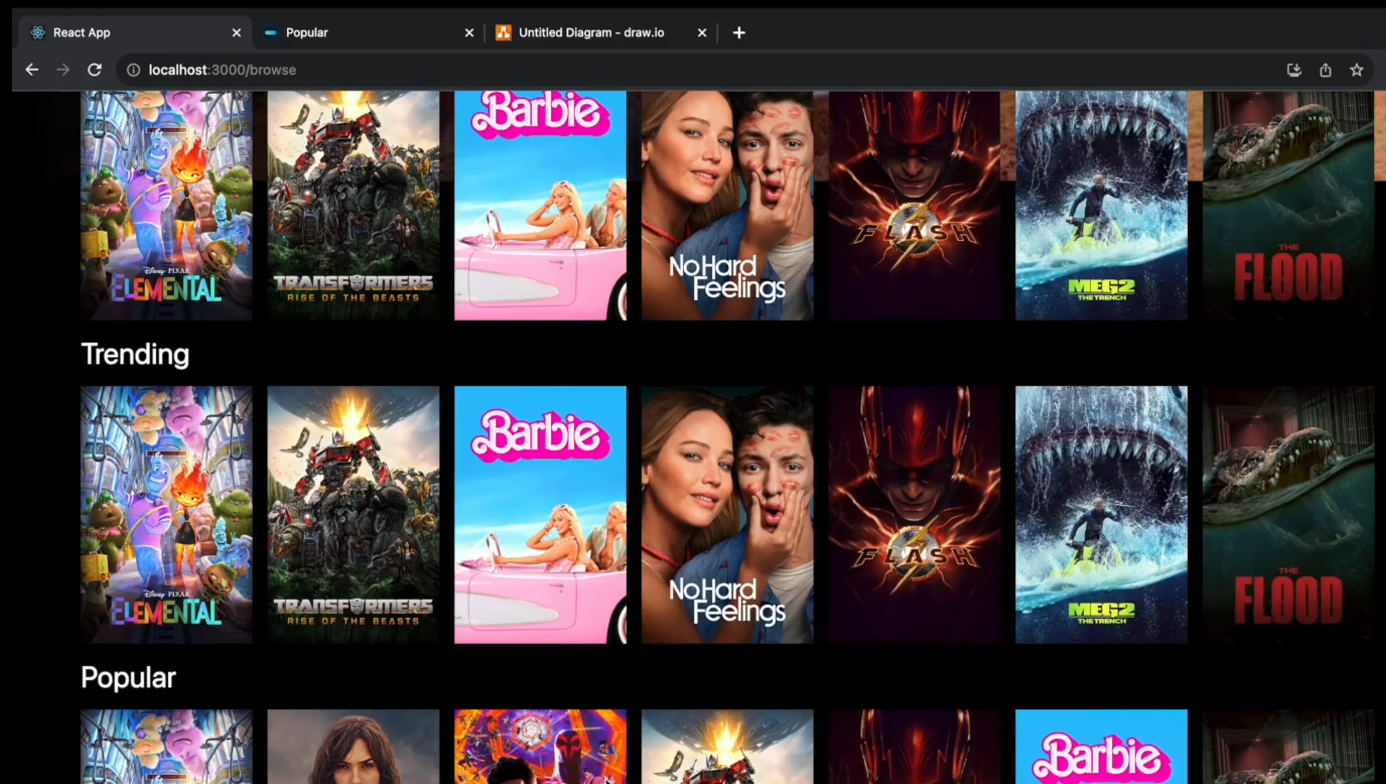 React App
Popular
Untitled Diagram - draw.io
localhost:3000/browse
Disney PIXAR
ELEMENTAL
TRANSFORMERS
RISE OF THE BEASTS
Barbie
No Hard
Feelings
FLASH
MEG2
THE TRENCH
THE
FLOOD
Trending
Disney PIXAR
ELEMENTAL
TRANSFORMERS
RISE OF THE BEASTS
Barbie
No Hard
Feelings
FLASH
MEG2
THE TRENCH
THE
FLOOD
Popular
Barbie